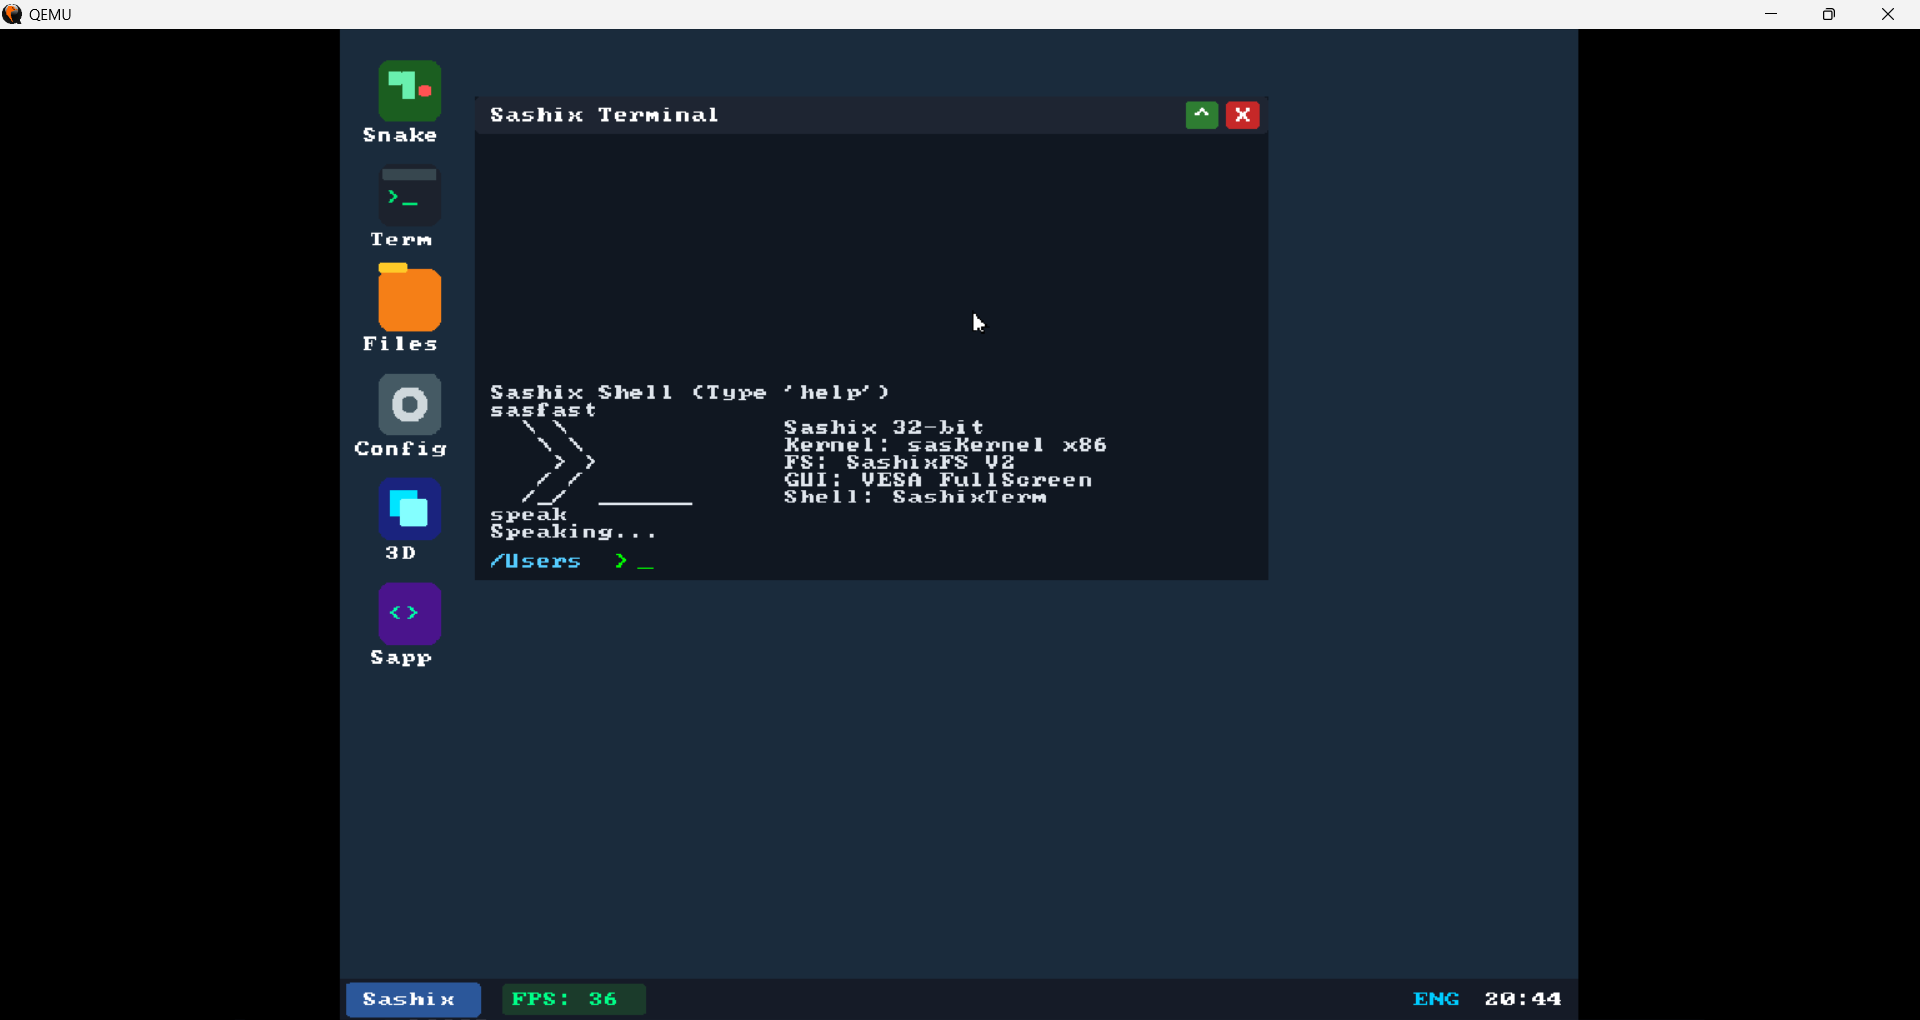 QEMU
Snake
Term
>_
Files
Config
3D
<>
Sapp
Sashix Terminal
^ X
Sashix Shell (Type 'help')
sasfast
\ \ Sashix 32-bit
\ \ Kernel: sasKernel x86
> > FS: SashixFS V2
/ / GUI: VESA FullScreen
/_/ ______ Shell: SashixTerm
speak
Speaking...
/Users > _
Sashix FPS: 36 ENG 20:44